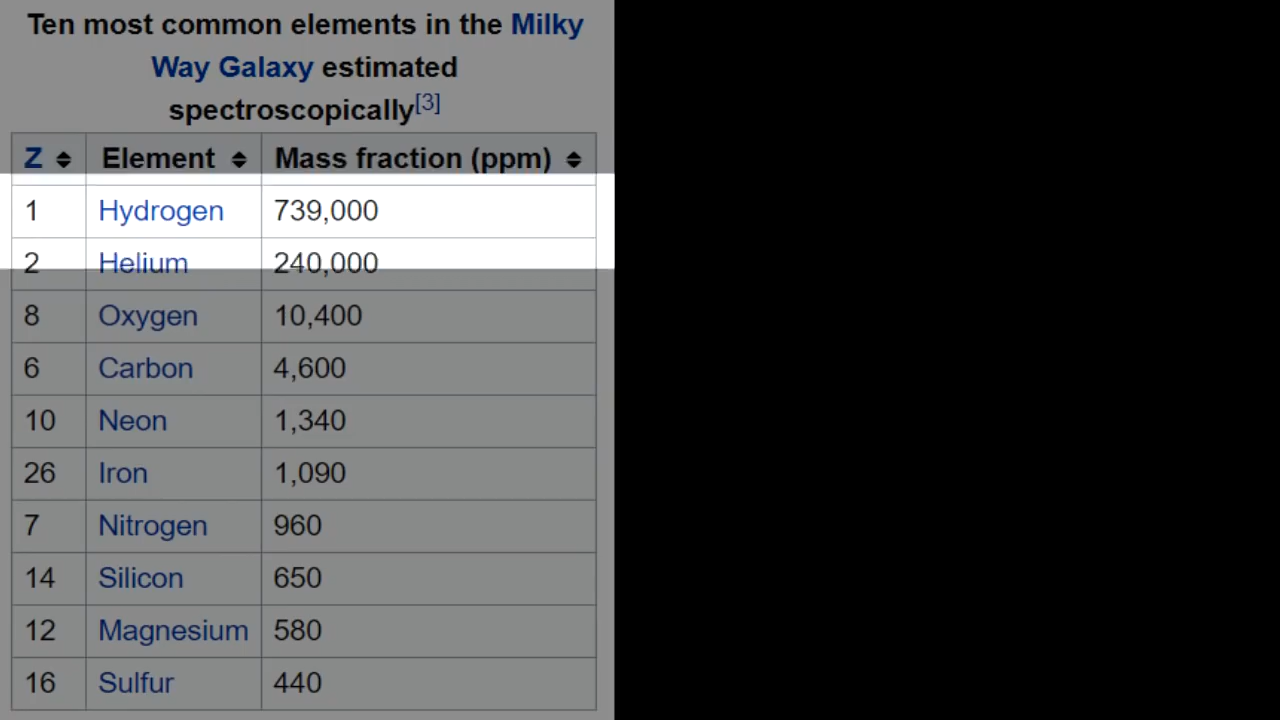 Ten most common elements in the Milky
Way Galaxy estimated
spectroscopically[3]
Z Element Mass fraction (ppm)
1 Hydrogen 739,000
2 Helium 240,000
8 Oxygen 10,400
6 Carbon 4,600
10 Neon 1,340
26 Iron 1,090
7 Nitrogen 960
14 Silicon 650
12 Magnesium 580
16 Sulfur 440